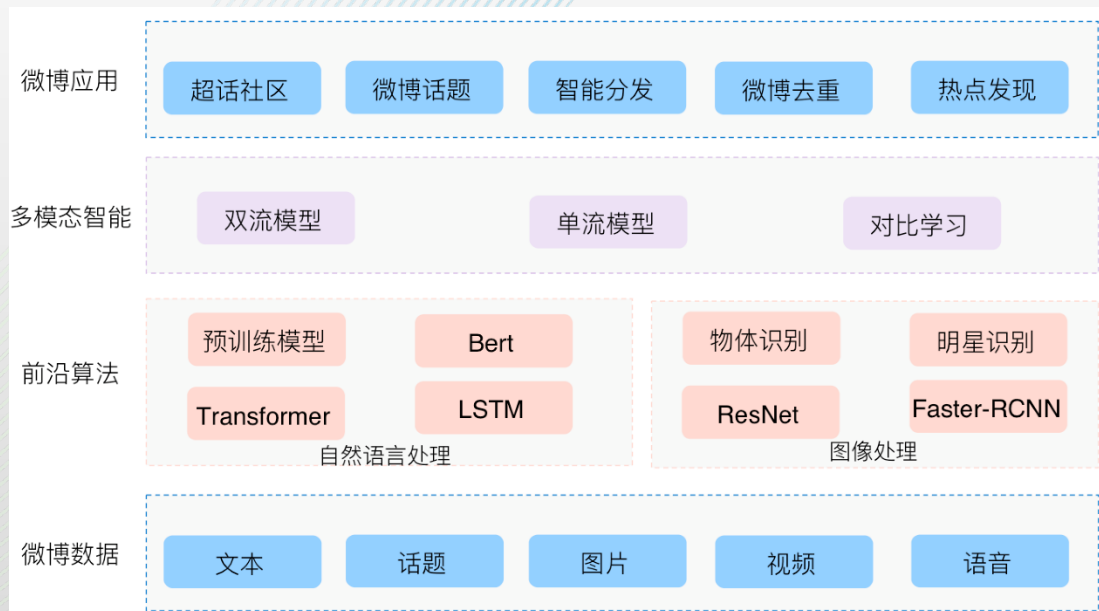 微博应用
超话社区
微博话题
智能分发
微博去重
热点发现
多模态智能
双流模型
单流模型
对比学习
前沿算法
预训练模型
Bert
Transformer
LSTM
自然语言处理
物体识别
明星识别
ResNet
Faster-RCNN
图像处理
微博数据
文本
话题
图片
视频
语音